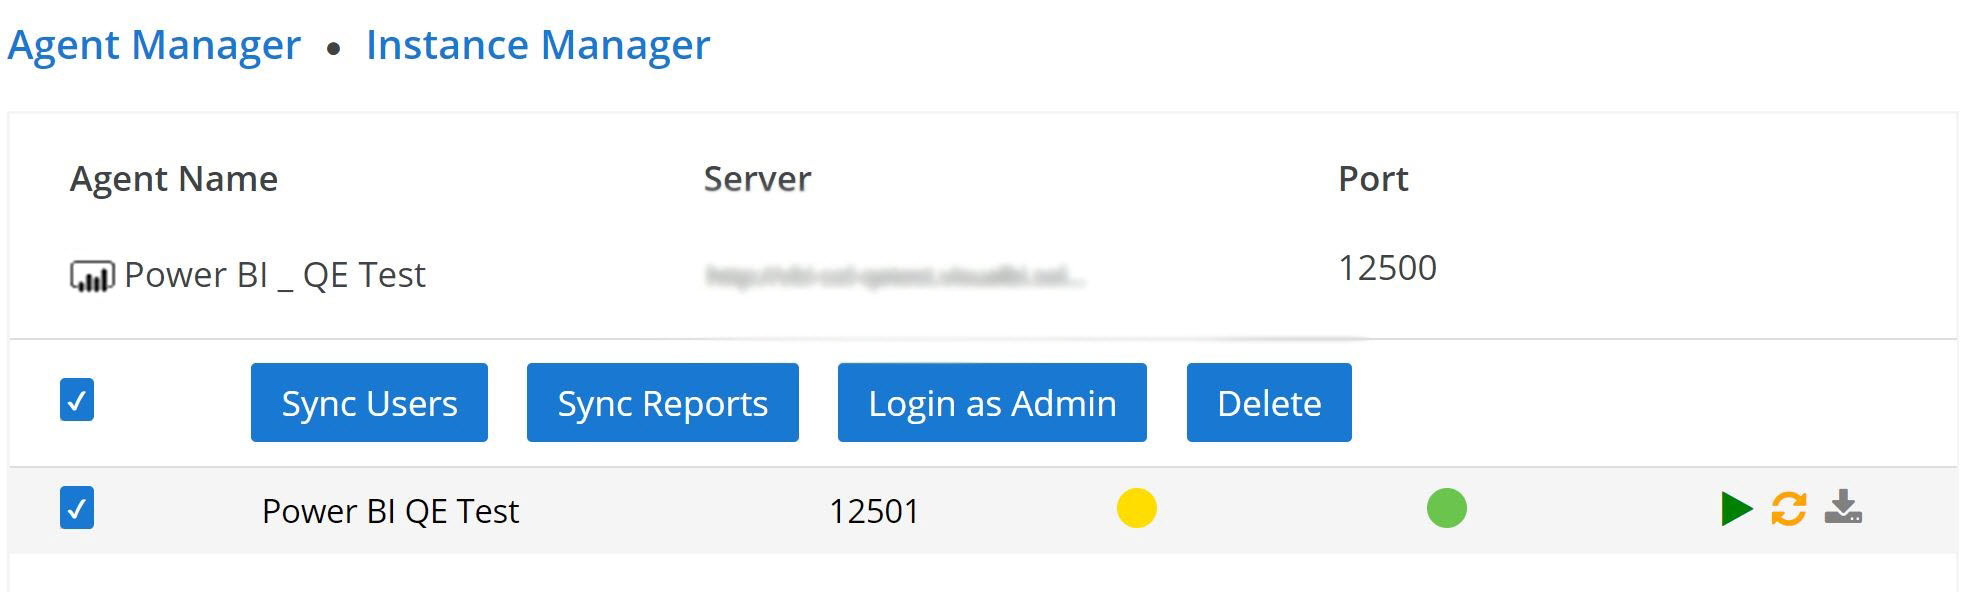 Agent Manager • Instance Manager
Agent Name Server Port
Power BI _ QE Test 12500
Sync Users Sync Reports Login as Admin Delete
Power BI QE Test 12501